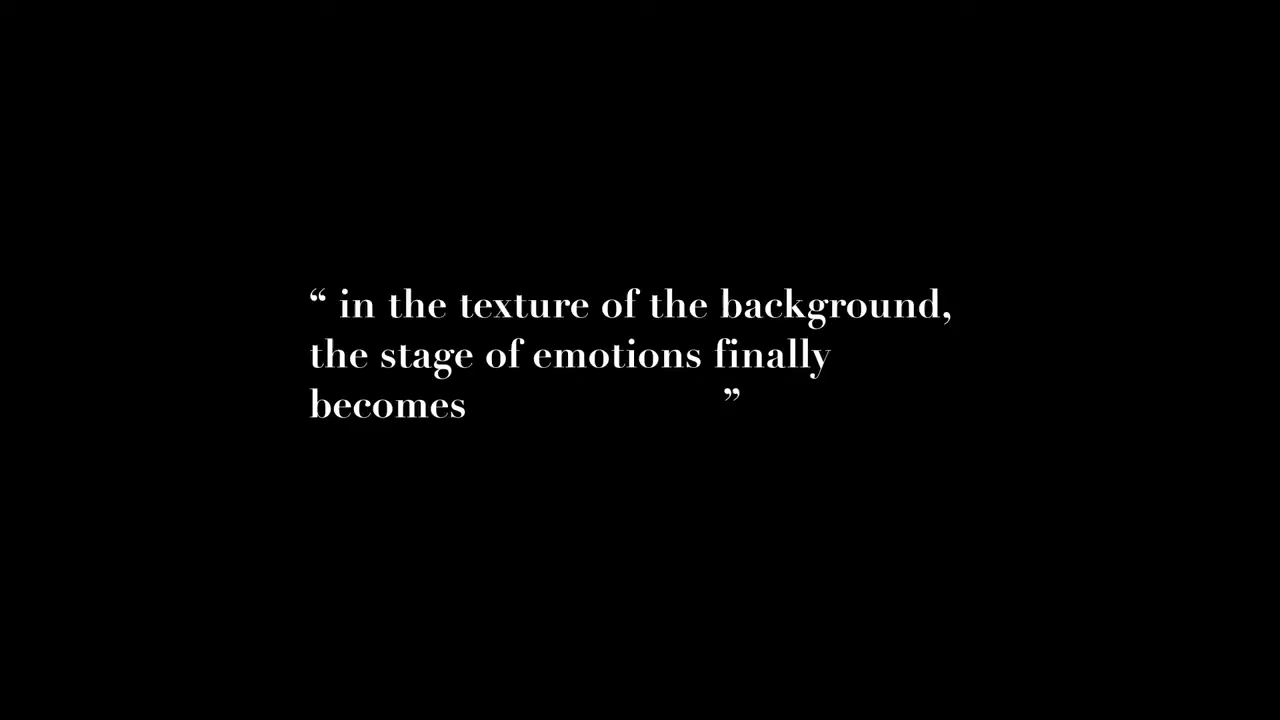 “ in the texture of the background,
the stage of emotions finally
becomes ”